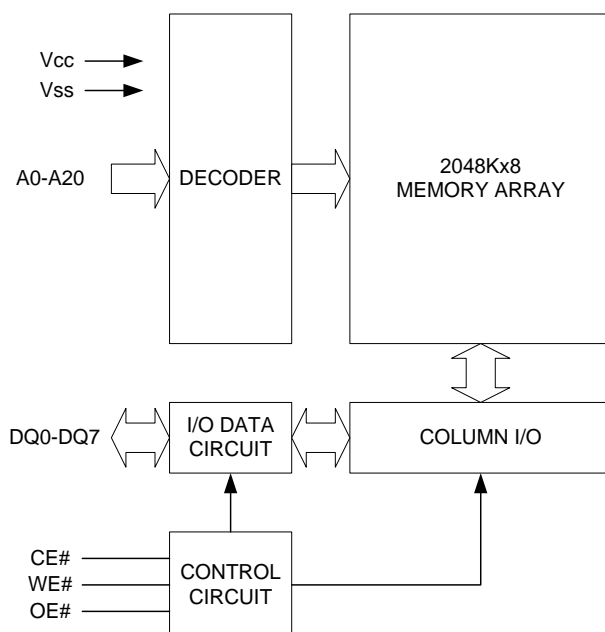 Vcc
Vss
A0-A20
DECODER
2048Kx8
MEMORY ARRAY
DQ0-DQ7
I/O DATA
CIRCUIT
COLUMN I/O
CE#
WE#
OE#
CONTROL
CIRCUIT